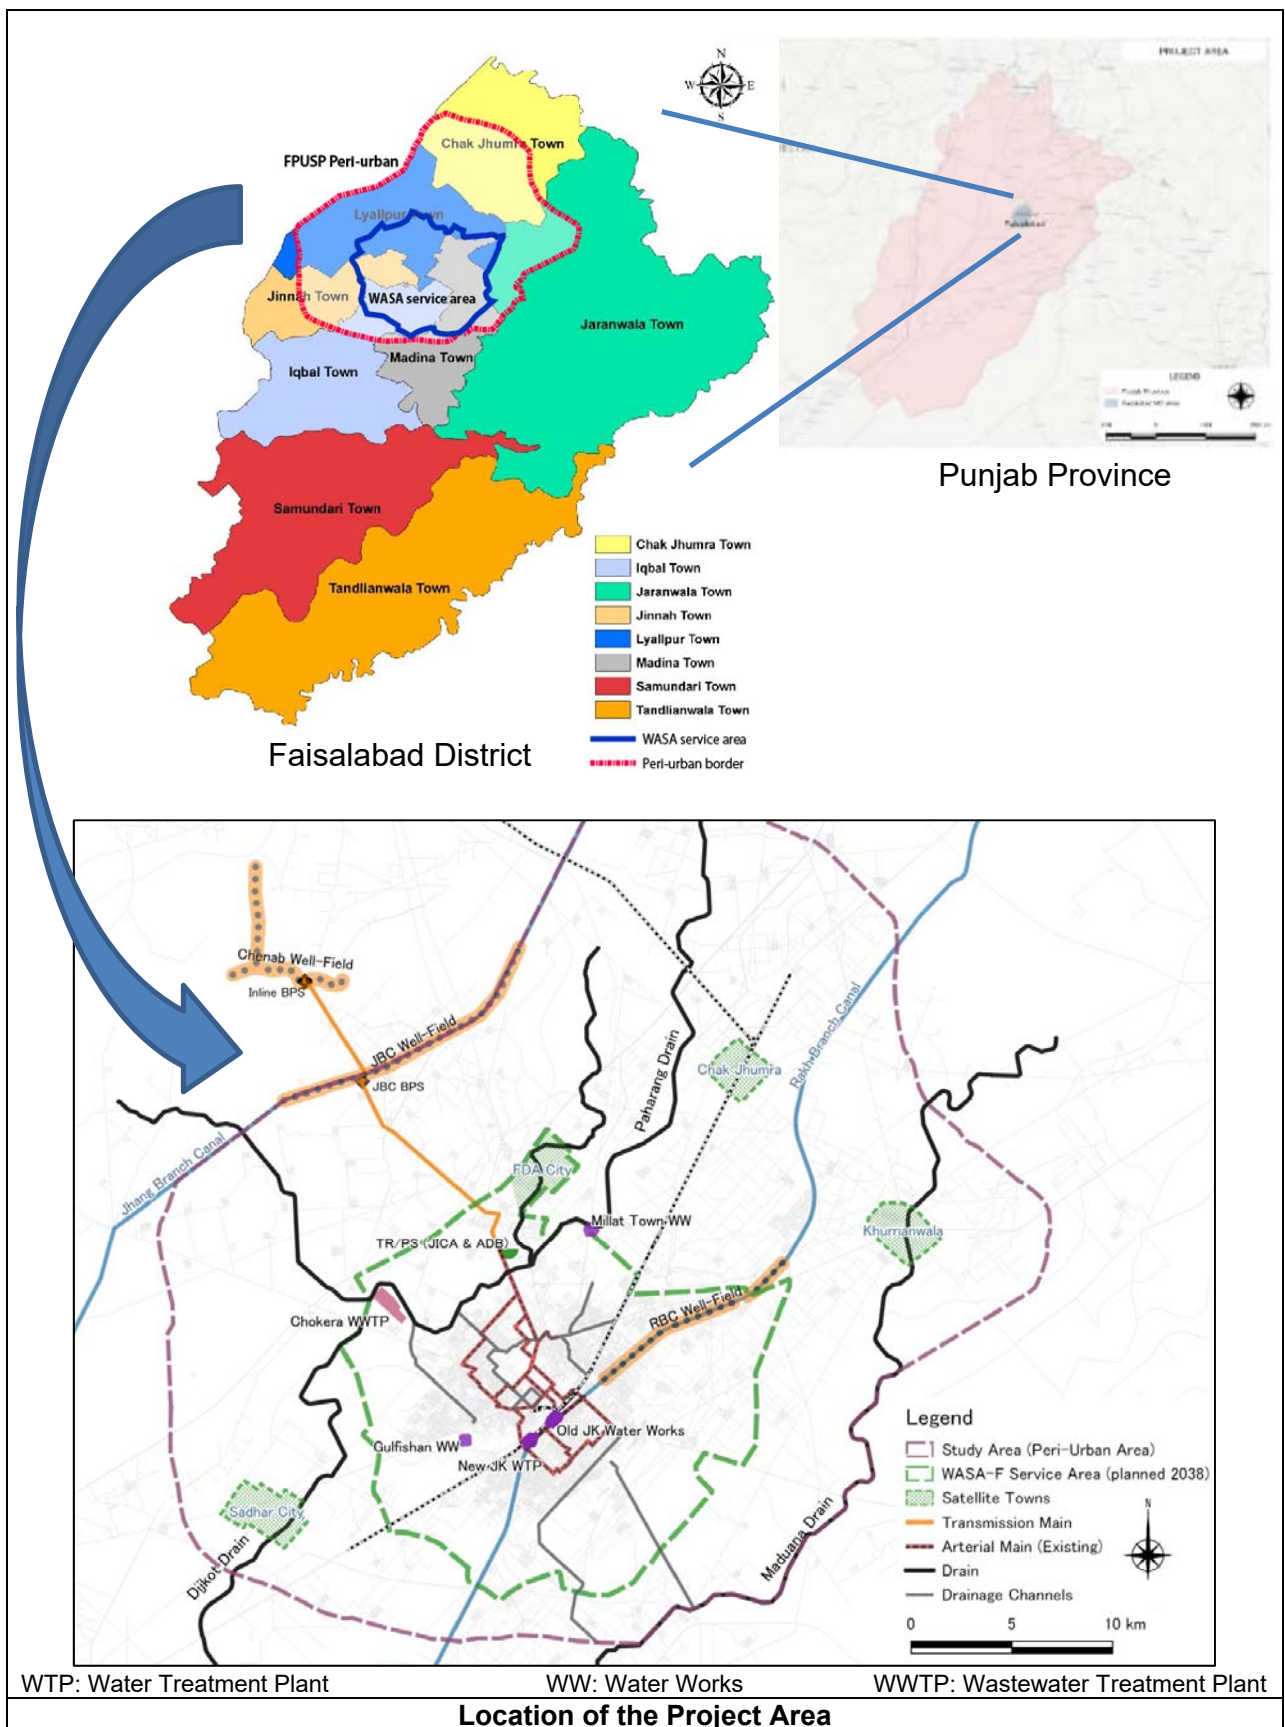 N
W E
S
PROJECT AREA
Chak Jhumra Town
FPUSP Peri-urban
Lyallpur Town
Jinnah Town
WASA service area
Jaranwala Town
Madina Town
Iqbal Town
Faisalabad
LEGEND
Punjab Province
Punjab Province
Samundari Town
Tandlianwala Town
Chak Jhumra Town
Iqbal Town
Jaranwala Town
Jinnah Town
Lyallpur Town
Madina Town
Samundari Town
Tandlianwala Town
WASA service area
Peri-urban border
Faisalabad District
Chenab Well-Field
Inline BPS
JBC Well-Field
JBC BPS
Jhang Branch Canal
Paharang Drain
Chak Jhumra
Rakh Branch Canal
FDA City
Millat Town WW
Khurrianwala
TR/PS (JICA & ADB)
Chokera WWTP
RBC Well-Field
Old JK Water Works
Gulfishan WW
New JK WTP
Sadhar City
Dijkot Drain
Maduana Drain
Legend
Study Area (Peri-Urban Area)
WASA-F Service Area (planned 2038)
Satellite Towns
Transmission Main
Arterial Main (Existing)
Drain
Drainage Channels
N
0 5 10 km
WTP: Water Treatment Plant WW: Water Works WWTP: Wastewater Treatment Plant
Location of the Project Area